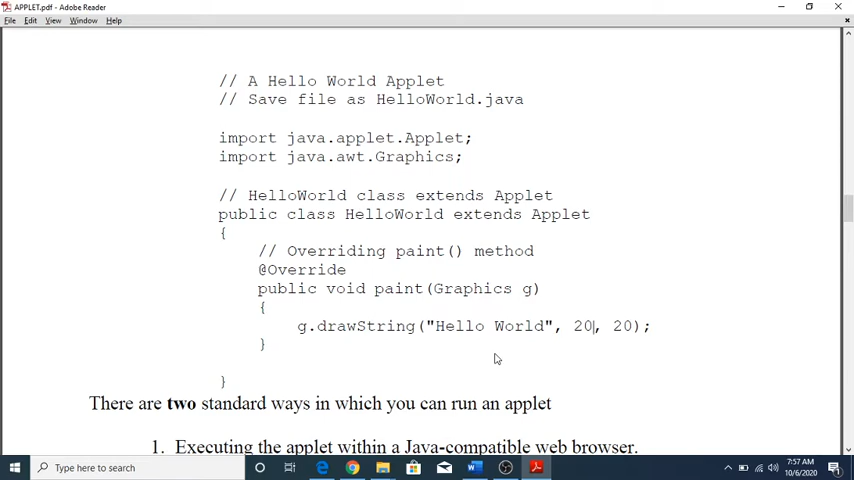 APPLET.pdf - Adobe Reader
File Edit View Window Help
// A Hello World Applet
// Save file as HelloWorld.java
import java.applet.Applet;
import java.awt.Graphics;
// HelloWorld class extends Applet
public class HelloWorld extends Applet
{
// Overriding paint() method
@Override
public void paint(Graphics g)
{
g.drawString("Hello World", 20, 20);
}
}
There are two standard ways in which you can run an applet
1. Executing the applet within a Java-compatible web browser.
Type here to search
7:57 AM
10/6/2020